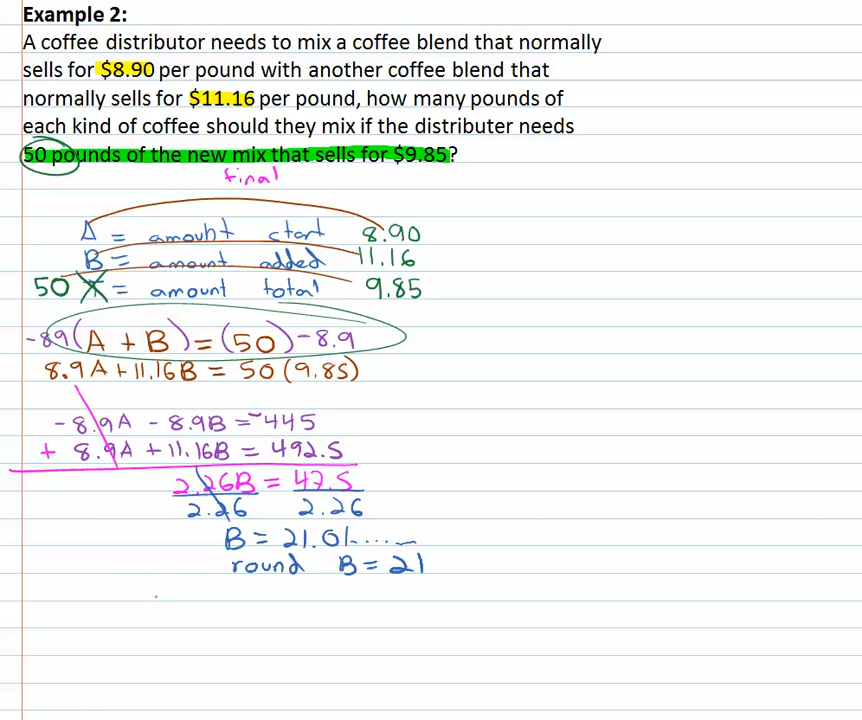 Example 2:
A coffee distributor needs to mix a coffee blend that normally
sells for $8.90 per pound with another coffee blend that
normally sells for $11.16 per pound, how many pounds of
each kind of coffee should they mix if the distributer needs
50 pounds of the new mix that sells for $9.85?
final
A = amount start 8.90
B = amount added 11.16
50 = amount total 9.85
-89(A + B) = (50) -8.9
8.9A + 11.16B = 50(9.85)
-8.9A - 8.9B = -445
+ 8.9A + 11.16B = 492.5
2.26B = 47.5
2.26 2.26
B = 21.01.....
round B = 21